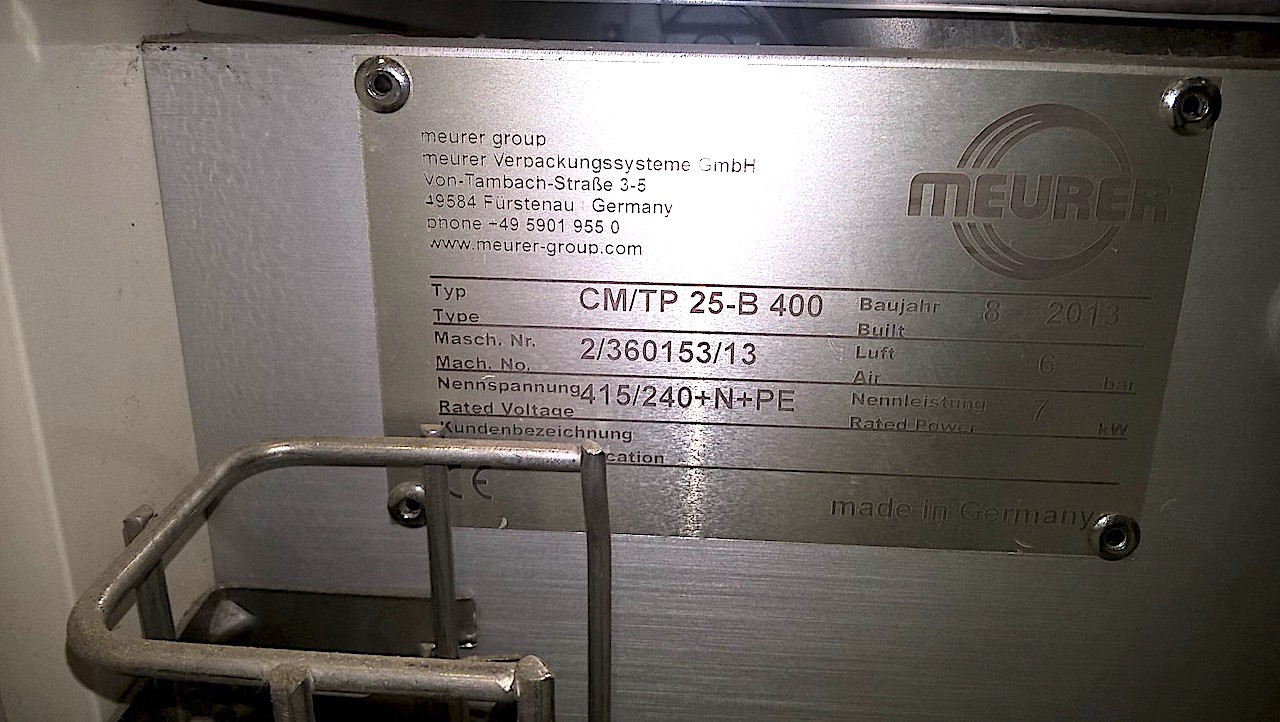 meurer group
meurer Verpackungssysteme GmbH
Von-Tambach-Straße 3-5
49584 Fürstenau | Germany
phone +49 5901 955 0
www.meurer-group.com
MEURER
Typ CM/TP 25-B 400 Baujahr 8 2013
Type Built
Masch. Nr. 2/360153/13 Luft 6
Mach. No. Air bar
Nennspannung 415/240+N+PE Nennleistung 7
Rated Voltage Rated Power kW
Kundenbezeichnung
CE
made in Germany